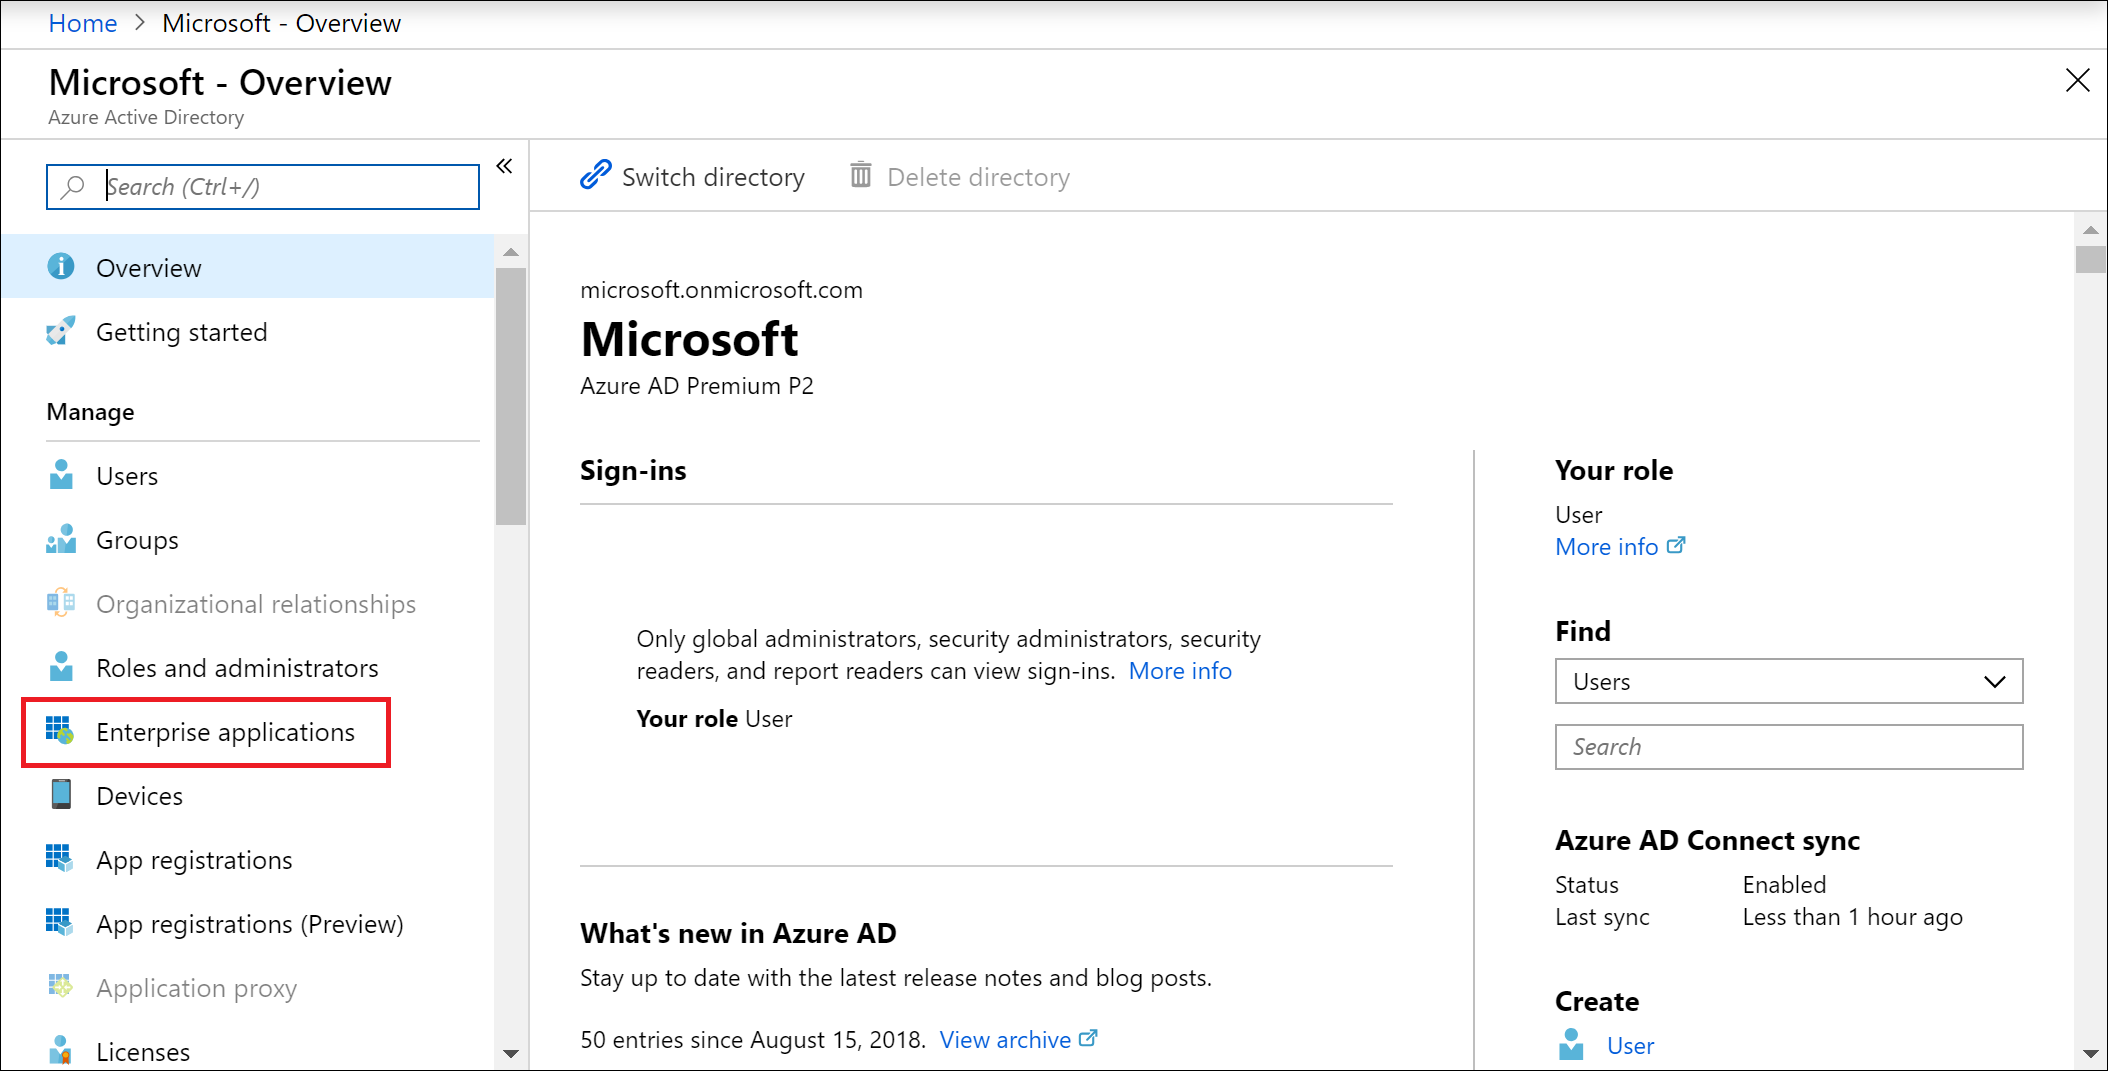 Home > Microsoft - Overview
Microsoft - Overview
Azure Active Directory
Search (Ctrl+/)
Overview
Getting started
Manage
Users
Groups
Organizational relationships
Roles and administrators
Enterprise applications
Devices
App registrations
App registrations (Preview)
Application proxy
Licenses
Switch directory
Delete directory
microsoft.onmicrosoft.com
Microsoft
Azure AD Premium P2
Sign-ins
Only global administrators, security administrators, security
readers, and report readers can view sign-ins. More info
Your role User
What's new in Azure AD
Stay up to date with the latest release notes and blog posts.
50 entries since August 15, 2018. View archive
Your role
User
More info
Find
Users
Search
Azure AD Connect sync
Status Enabled
Last sync Less than 1 hour ago
Create
User